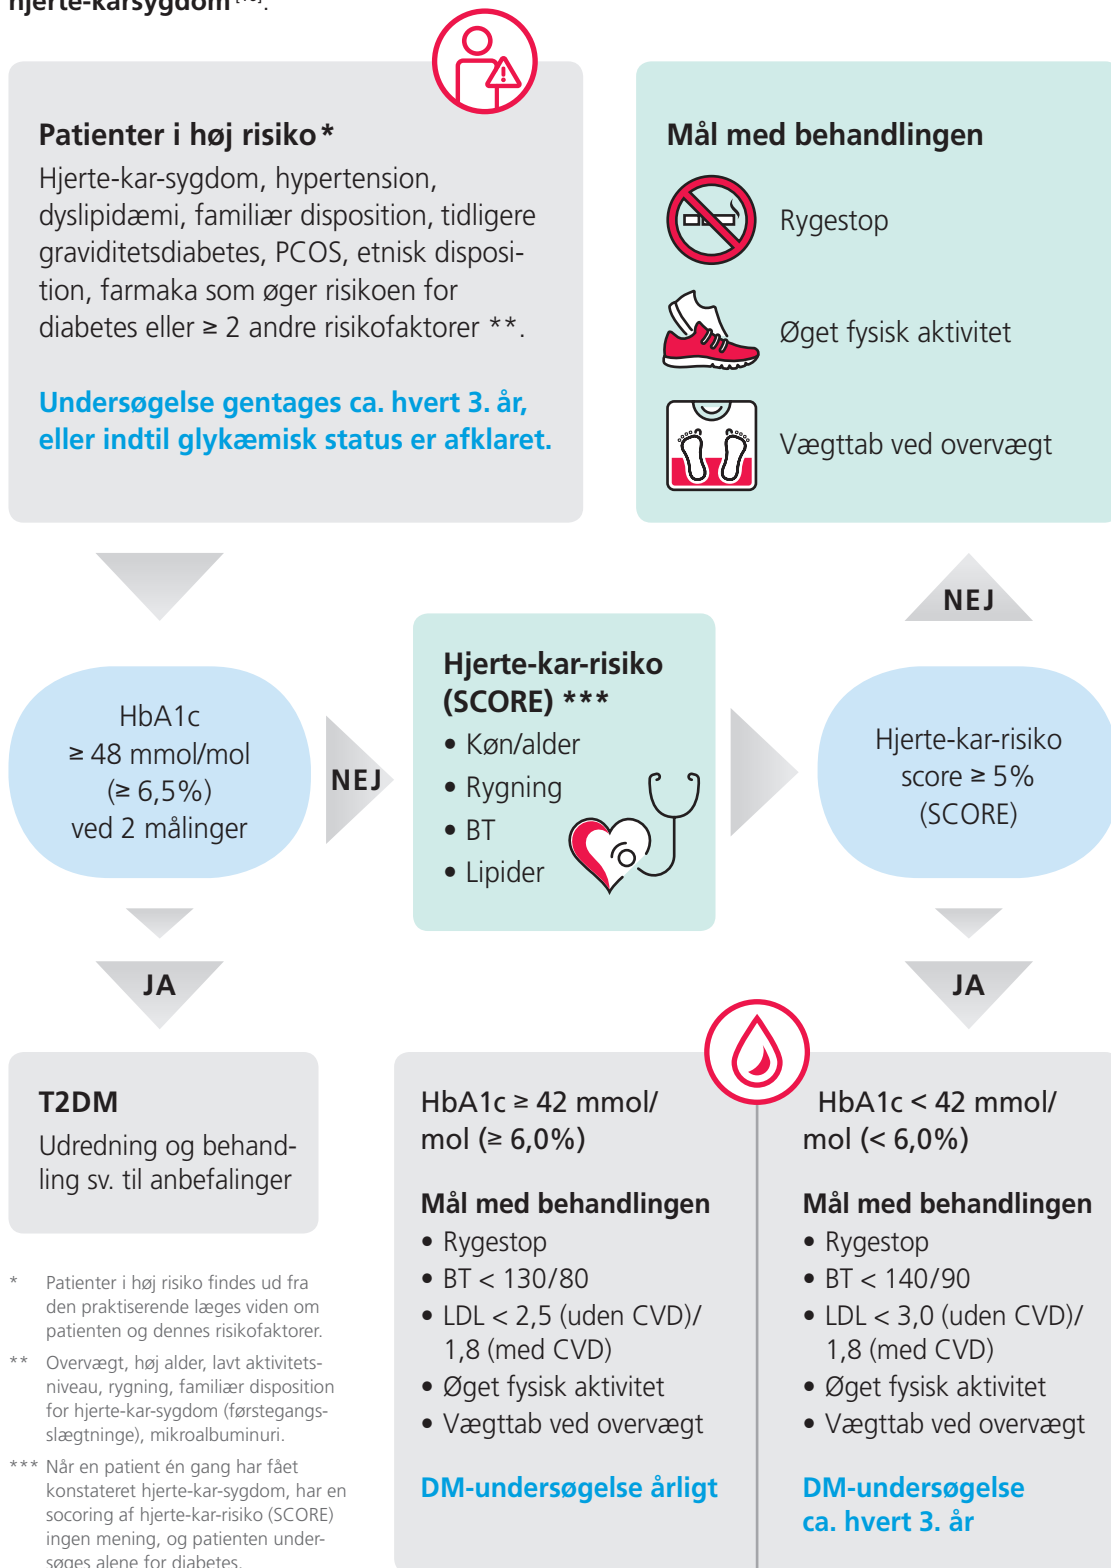 hjerte-karsygdom [18].
Patienter i høj risiko *
Hjerte-kar-sygdom, hypertension,
dyslipidæmi, familiær disposition, tidligere
graviditetsdiabetes, PCOS, etnisk disposi-
tion, farmaka som øger risikoen for
diabetes eller ≥ 2 andre risikofaktorer **.
Undersøgelse gentages ca. hvert 3. år,
eller indtil glykæmisk status er afklaret.
Mål med behandlingen
Rygestop
Øget fysisk aktivitet
Vægttab ved overvægt
HbA1c
≥ 48 mmol/mol
(≥ 6,5%)
ved 2 målinger
NEJ
Hjerte-kar-risiko
(SCORE) ***
• Køn/alder
• Rygning
• BT
• Lipider
Hjerte-kar-risiko
score ≥ 5%
(SCORE)
NEJ
JA
JA
T2DM
Udredning og behand-
ling sv. til anbefalinger
HbA1c ≥ 42 mmol/
mol (≥ 6,0%)
Mål med behandlingen
• Rygestop
• BT < 130/80
• LDL < 2,5 (uden CVD)/
1,8 (med CVD)
• Øget fysisk aktivitet
• Vægttab ved overvægt
DM-undersøgelse årligt
HbA1c < 42 mmol/
mol (< 6,0%)
Mål med behandlingen
• Rygestop
• BT < 140/90
• LDL < 3,0 (uden CVD)/
1,8 (med CVD)
• Øget fysisk aktivitet
• Vægttab ved overvægt
DM-undersøgelse
ca. hvert 3. år
* Patienter i høj risiko findes ud fra
den praktiserende læges viden om
patienten og dennes risikofaktorer.
** Overvægt, høj alder, lavt aktivitets-
niveau, rygning, familiær disposition
for hjerte-kar-sygdom (førstegangs-
slægtninge), mikroalbuminuri.
*** Når en patient én gang har fået
konstateret hjerte-kar-sygdom, har en
socoring af hjerte-kar-risiko (SCORE)
ingen mening, og patienten under-
søges alene for diabetes.